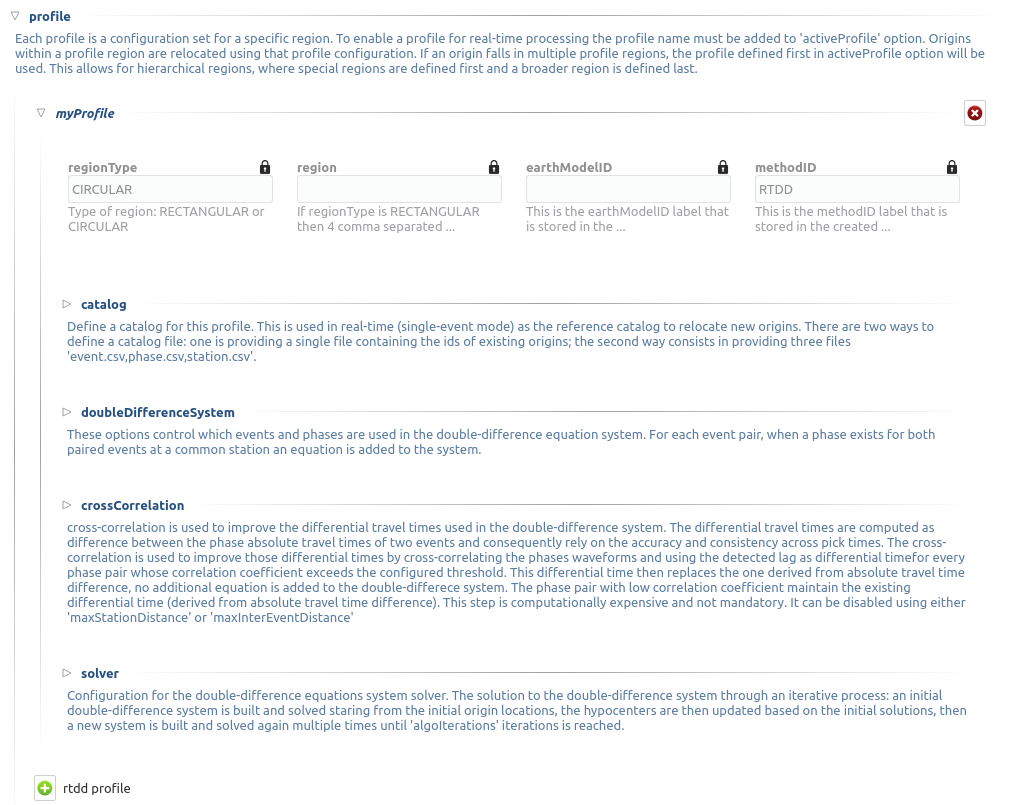 profile
Each profile is a configuration set for a specific region. To enable a profile for real-time processing the profile name must be added to 'activeProfile' option. Origins
within a profile region are relocated using that profile configuration. If an origin falls in multiple profile regions, the profile defined first in activeProfile option will be
used. This allows for hierarchical regions, where special regions are defined first and a broader region is defined last.
myProfile
regionType region earthModelID methodID
CIRCULAR RTDD
Type of region: RECTANGULAR or If regionType is RECTANGULAR This is the earthModelID label that This is the methodID label that is
CIRCULAR then 4 comma separated ... is stored in the ... stored in the created ...
catalog
Define a catalog for this profile. This is used in real-time (single-event mode) as the reference catalog to relocate new origins. There are two ways to
define a catalog file: one is providing a single file containing the ids of existing origins; the second way consists in providing three files
'event.csv,phase.csv,station.csv'.
doubleDifferenceSystem
These options control which events and phases are used in the double-difference equation system. For each event pair, when a phase exists for both
paired events at a common station an equation is added to the system.
crossCorrelation
cross-correlation is used to improve the differential travel times used in the double-difference system. The differential travel times are computed as
difference between the phase absolute travel times of two events and consequently rely on the accuracy and consistency across pick times. The cross-
correlation is used to improve those differential times by cross-correlating the phases waveforms and using the detected lag as differential timefor every
phase pair whose correlation coefficient exceeds the configured threshold. This differential time then replaces the one derived from absolute travel time
difference, no additional equation is added to the double-differece system. The phase pair with low correlation coefficient maintain the existing
differential time (derived from absolute travel time difference). This step is computationally expensive and not mandatory. It can be disabled using either
'maxStationDistance' or 'maxInterEventDistance'
solver
Configuration for the double-difference equations system solver. The solution to the double-difference system through an iterative process: an initial
double-difference system is built and solved staring from the initial origin locations, the hypocenters are then updated based on the initial solutions, then
a new system is built and solved again multiple times until 'algoIterations' iterations is reached.
rtdd profile